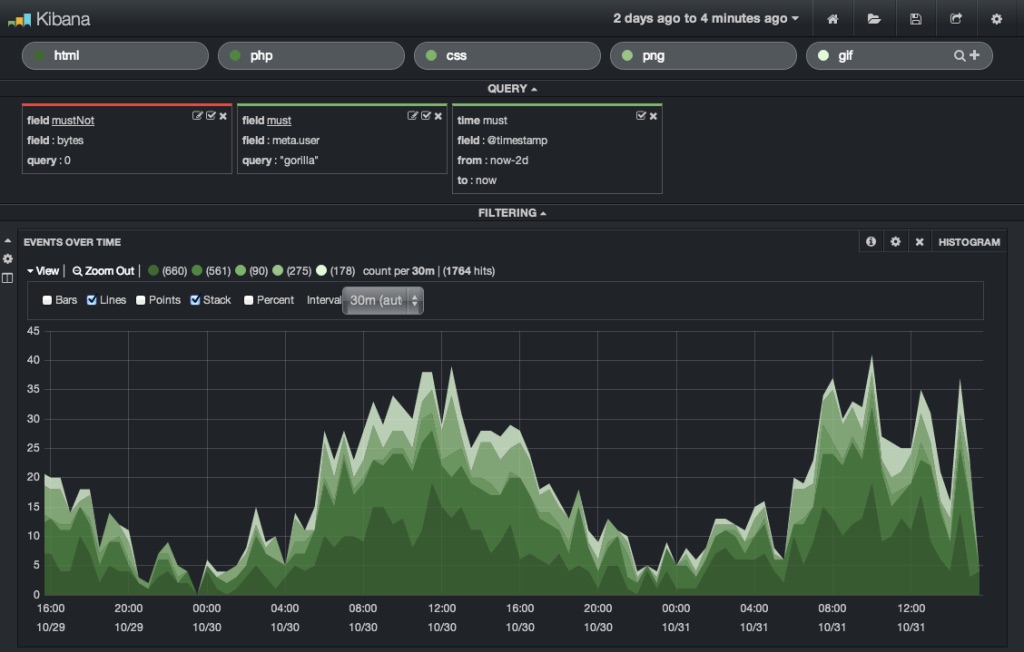 Kibana
2 days ago to 4 minutes ago
html php css png gif
QUERY
field mustNot
field : bytes
query : 0
field must
field : meta.user
query : "gorilla"
time must
field : @timestamp
from : now-2d
to : now
FILTERING
EVENTS OVER TIME
HISTOGRAM
View | Zoom Out | (660) (561) (90) (275) (178) count per 30m | (1764 hits)
Bars Lines Points Stack Percent Interval 30m (aut
45
40
35
30
25
20
15
10
5
0
16:00 20:00 00:00 04:00 08:00 12:00 16:00 20:00 00:00 04:00 08:00 12:00
10/29 10/29 10/30 10/30 10/30 10/30 10/30 10/30 10/31 10/31 10/31 10/31